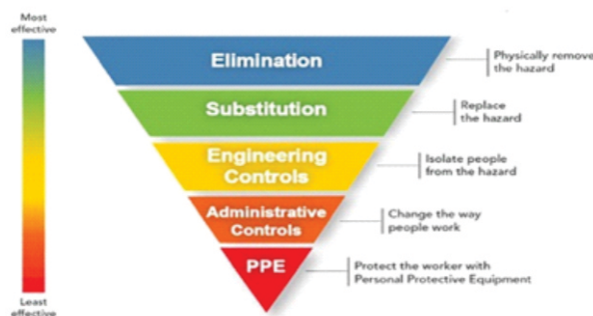 Most
effective
Elimination
Physically remove
the hazard
Substitution
Replace
the hazard
Engineering
Controls
Isolate people
from the hazard
Administrative
Controls
Change the way
people work
PPE
Protect the worker with
Personal Protective Equipment
Least
effective